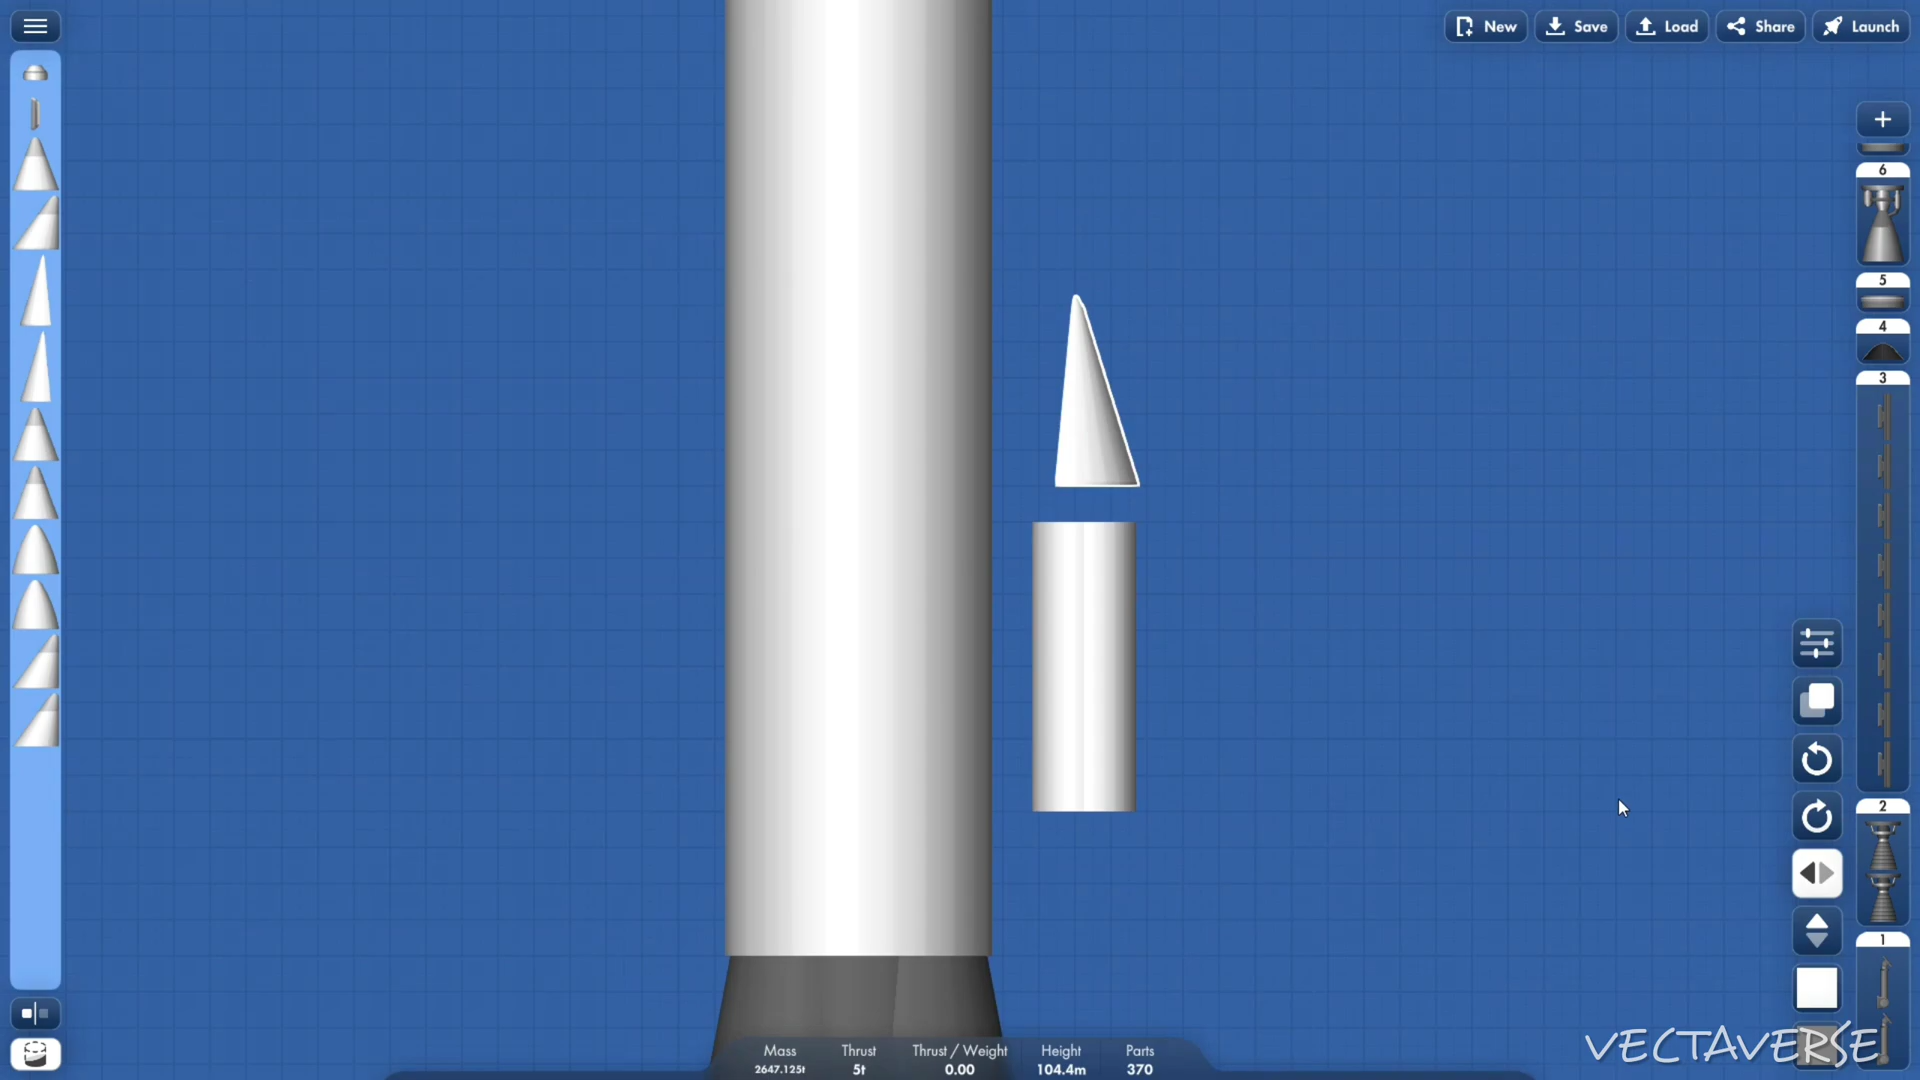 New Save Load Share Launch
6
5
4
3
2
1
Mass Thrust Thrust / Weight Height Parts
2647.125t 5t 0.00 104.4m 370
VECTAVERSE